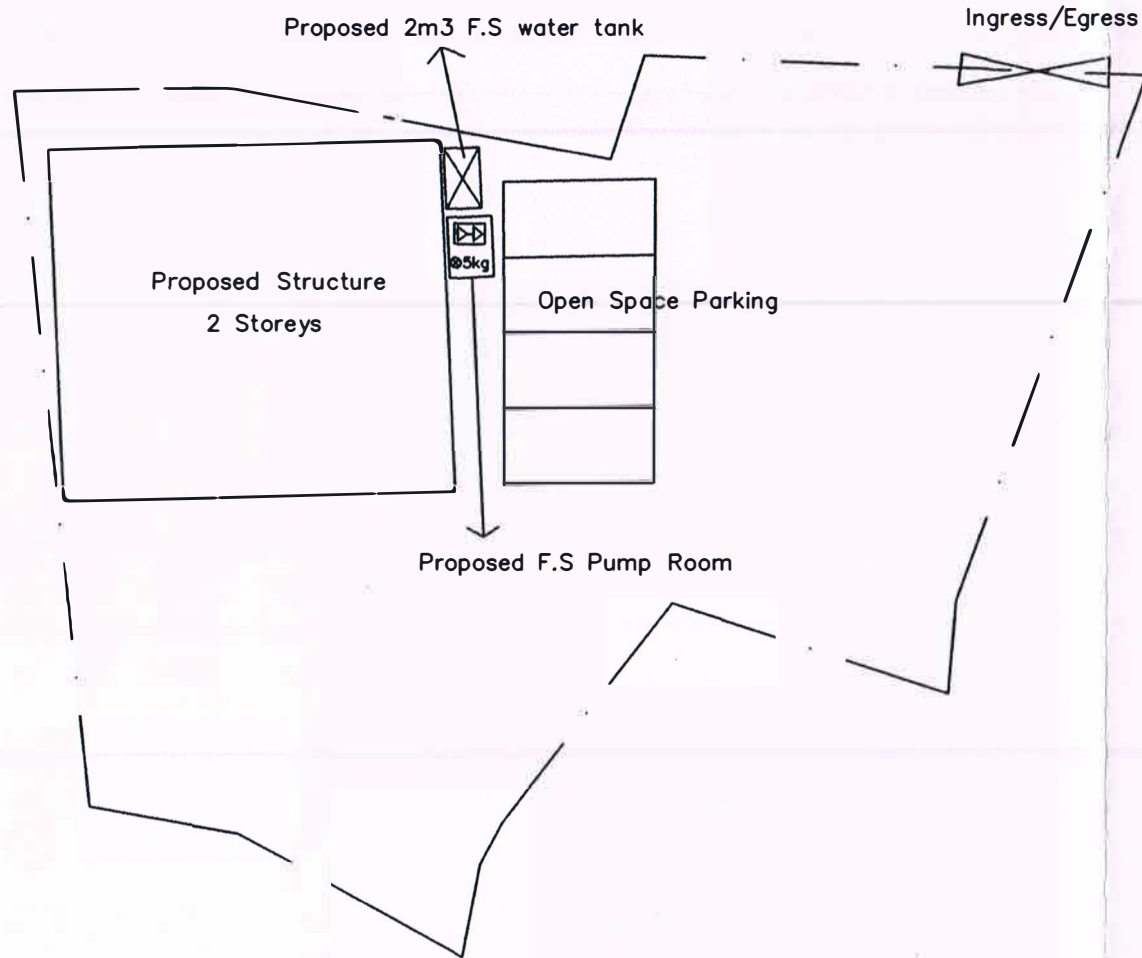 Ingress/Egress
Proposed 2m3 F.S water tank
⊗5kg
Proposed Structure
2 Storeys
Open Space Parking
Proposed F.S Pump Room